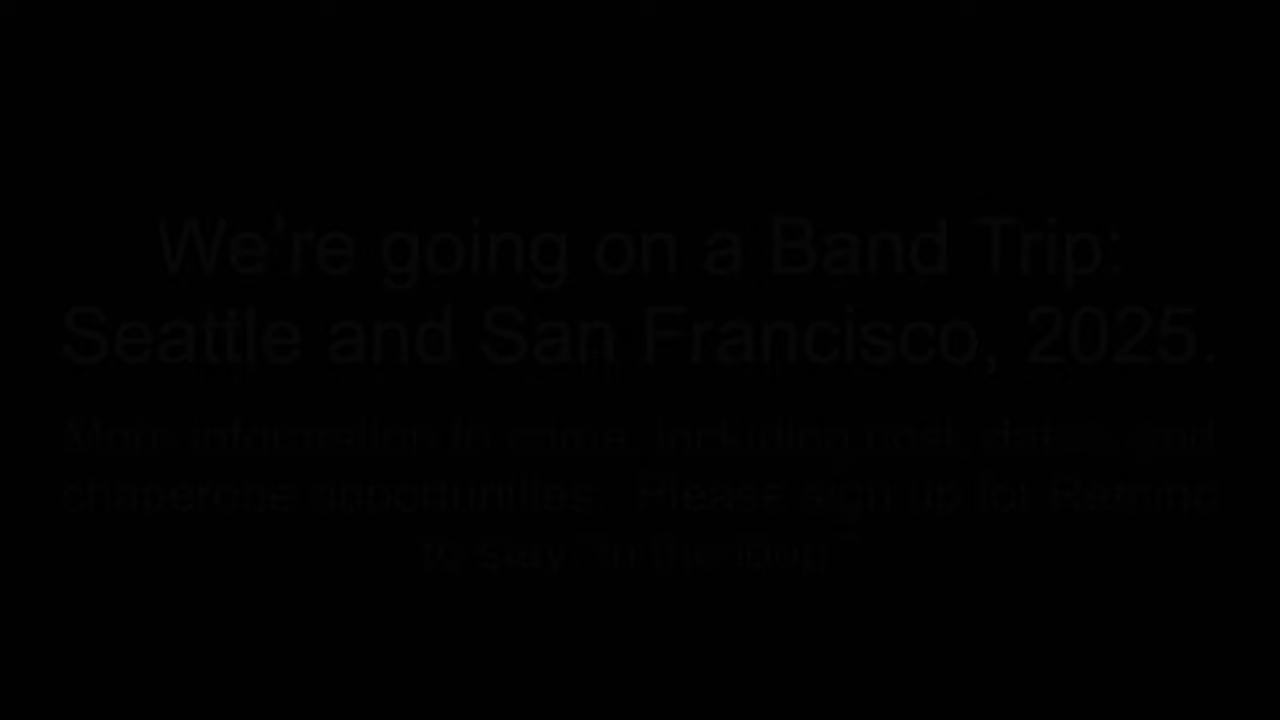 We're going on a Band Trip:
Seattle and San Francisco, 2025.
More information to come, including cost, dates, and
chaperone opportunities.  Please sign up for Remind
to stay "in the loop"